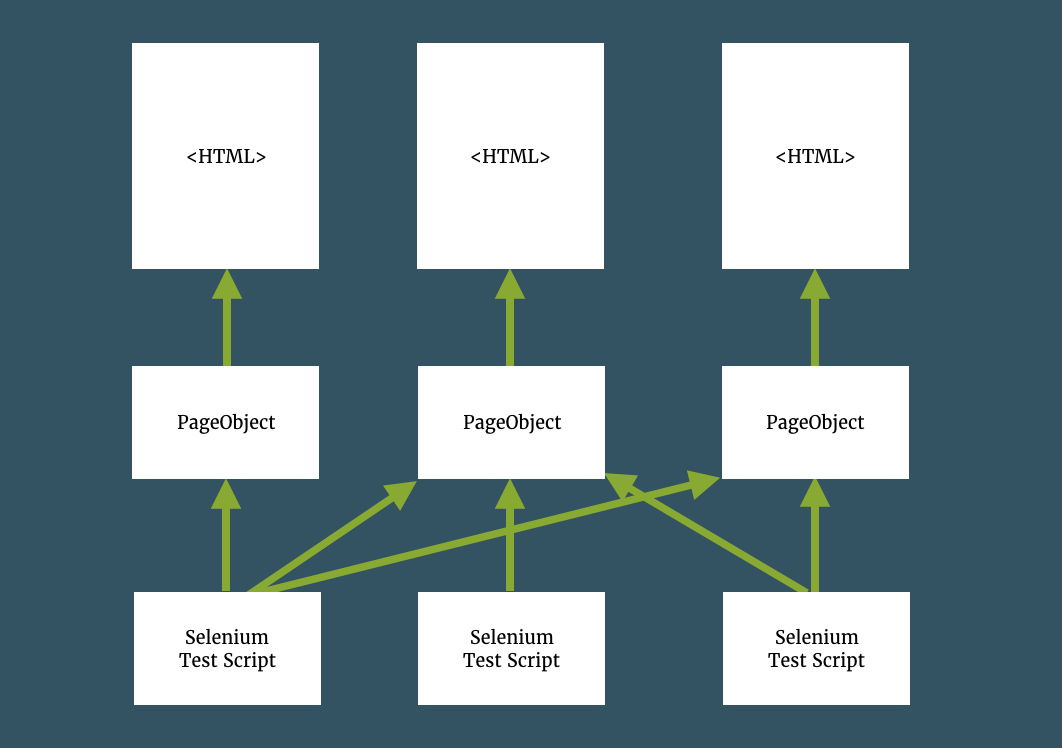 <HTML>
<HTML>
<HTML>
PageObject
PageObject
PageObject
Selenium
Test Script
Selenium
Test Script
Selenium
Test Script